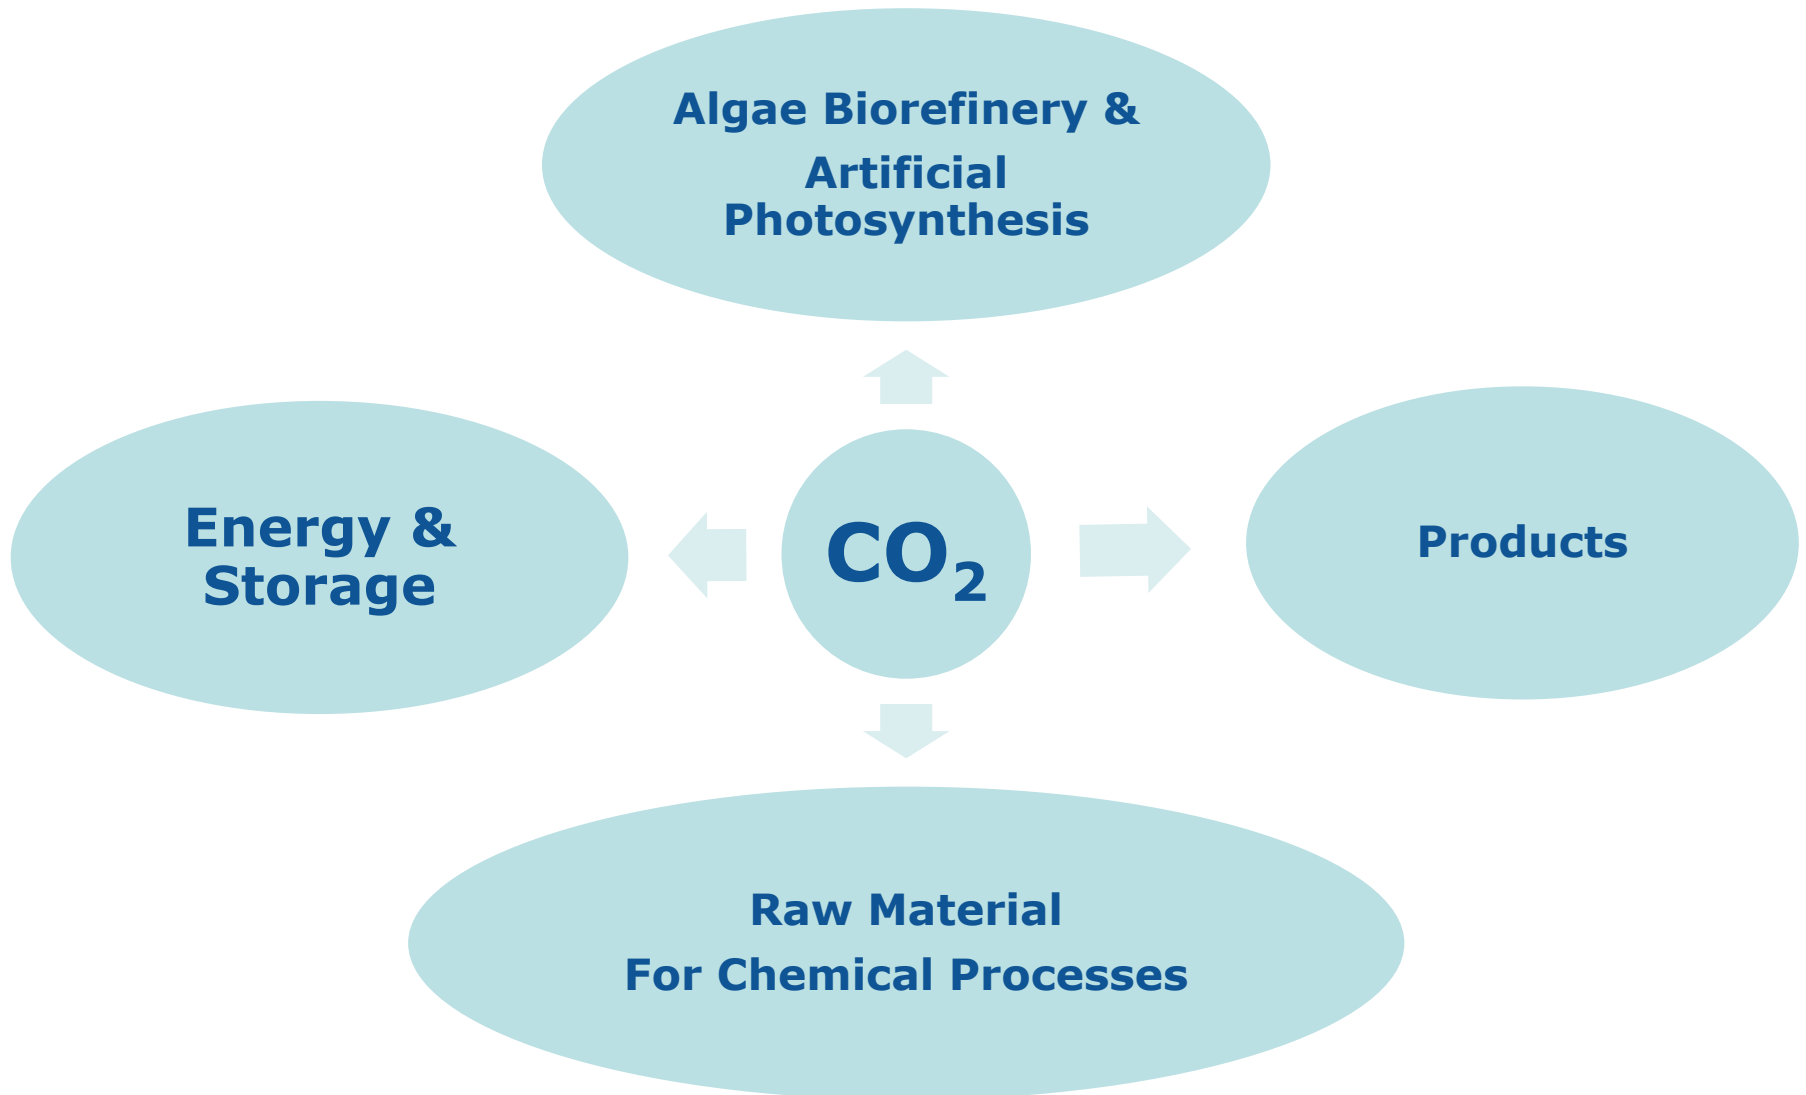 Algae Biorefinery &
Artificial
Photosynthesis
Energy &
Storage
CO₂
Products
Raw Material
For Chemical Processes